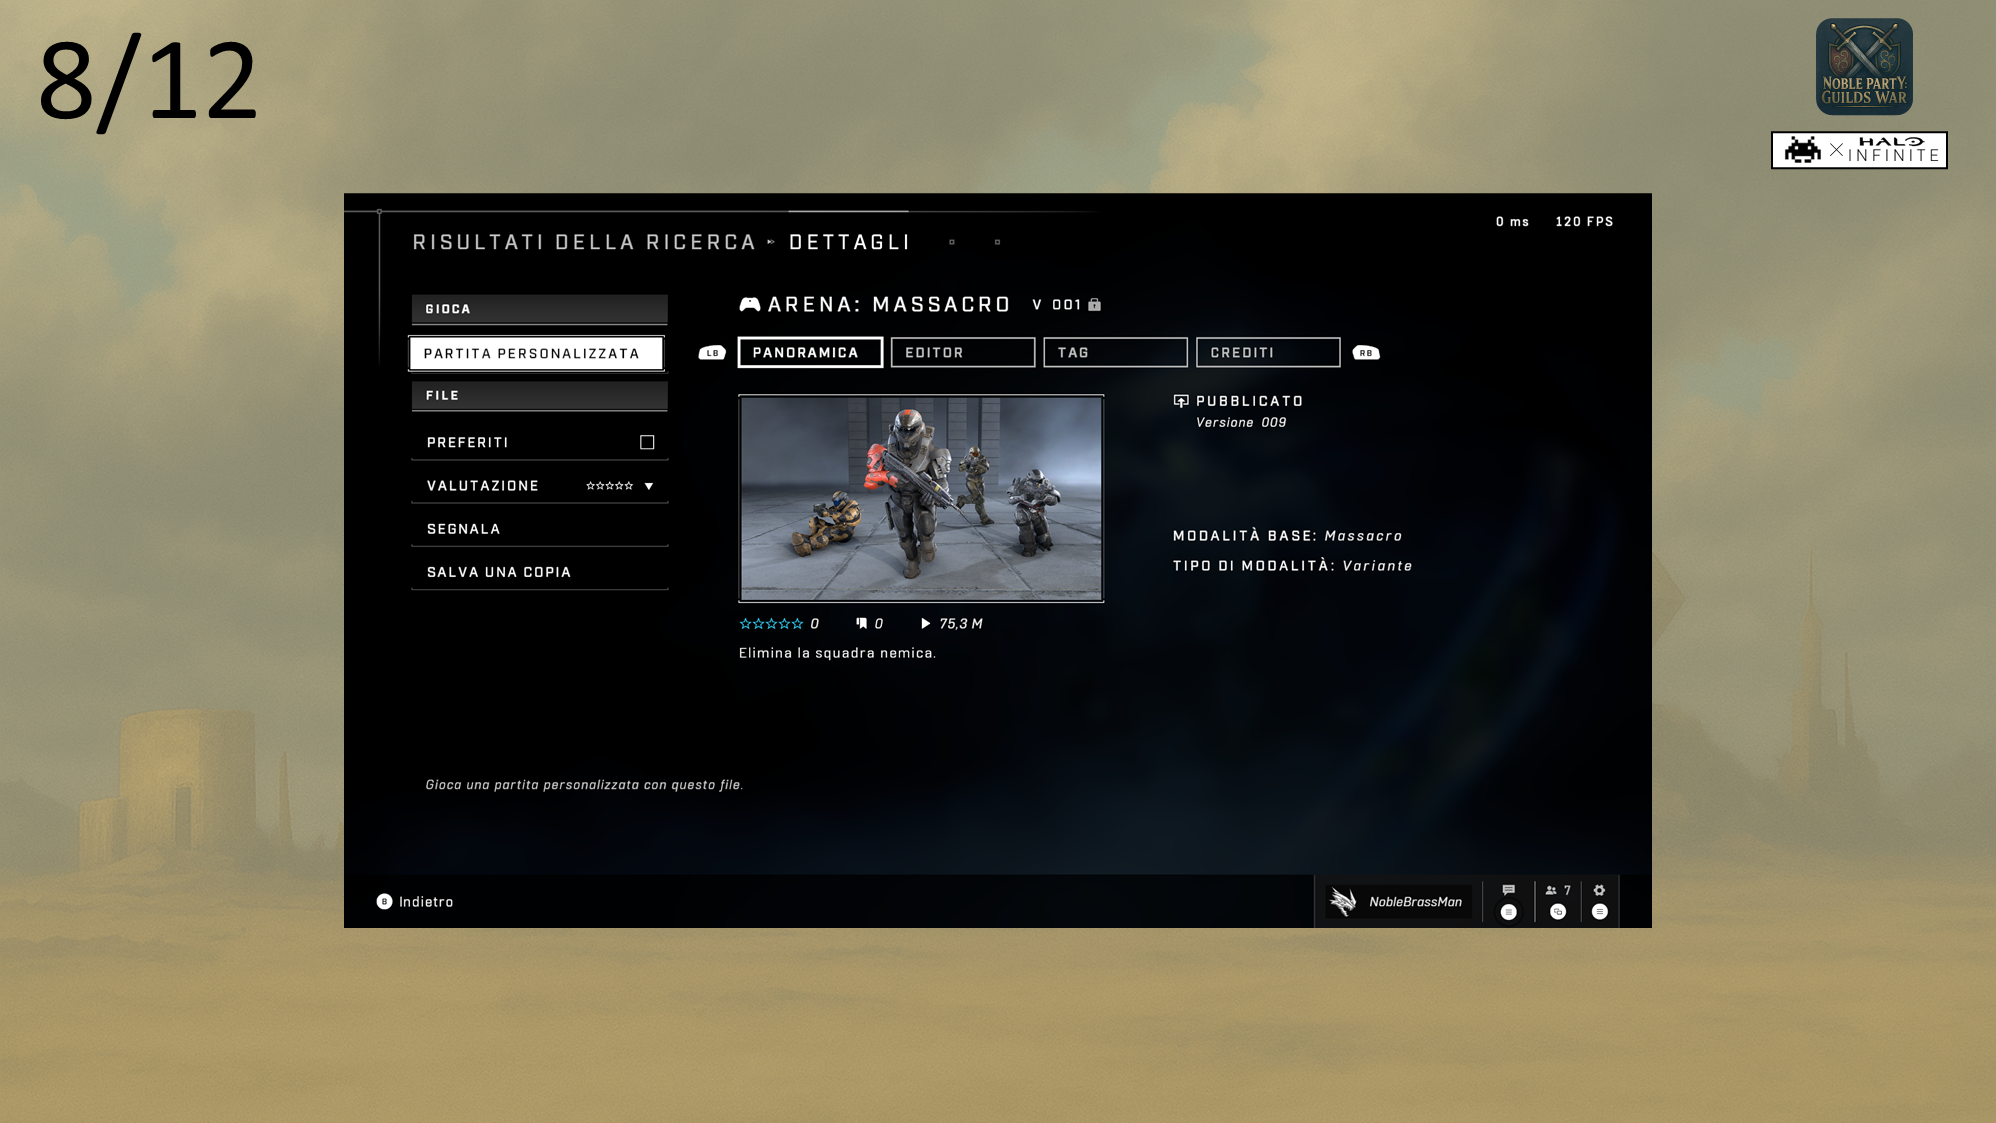 8/12
NOBLE PARTY:
GUILDS WAR
HALO
INFINITE
0 ms 120 FPS
RISULTATI DELLA RICERCA DETTAGLI
GIOCA
PARTITA PERSONALIZZATA
FILE
PREFERITI
VALUTAZIONE
SEGNALA
SALVA UNA COPIA
ARENA: MASSACRO V 001
LB PANORAMICA EDITOR TAG CREDITI RB
PUBBLICATO
Versione 009
MODALITÀ BASE: Massacro
TIPO DI MODALITÀ: Variante
0 0 75,3 M
Elimina la squadra nemica.
Gioca una partita personalizzata con questo file.
B Indietro
NobleBrassMan
7